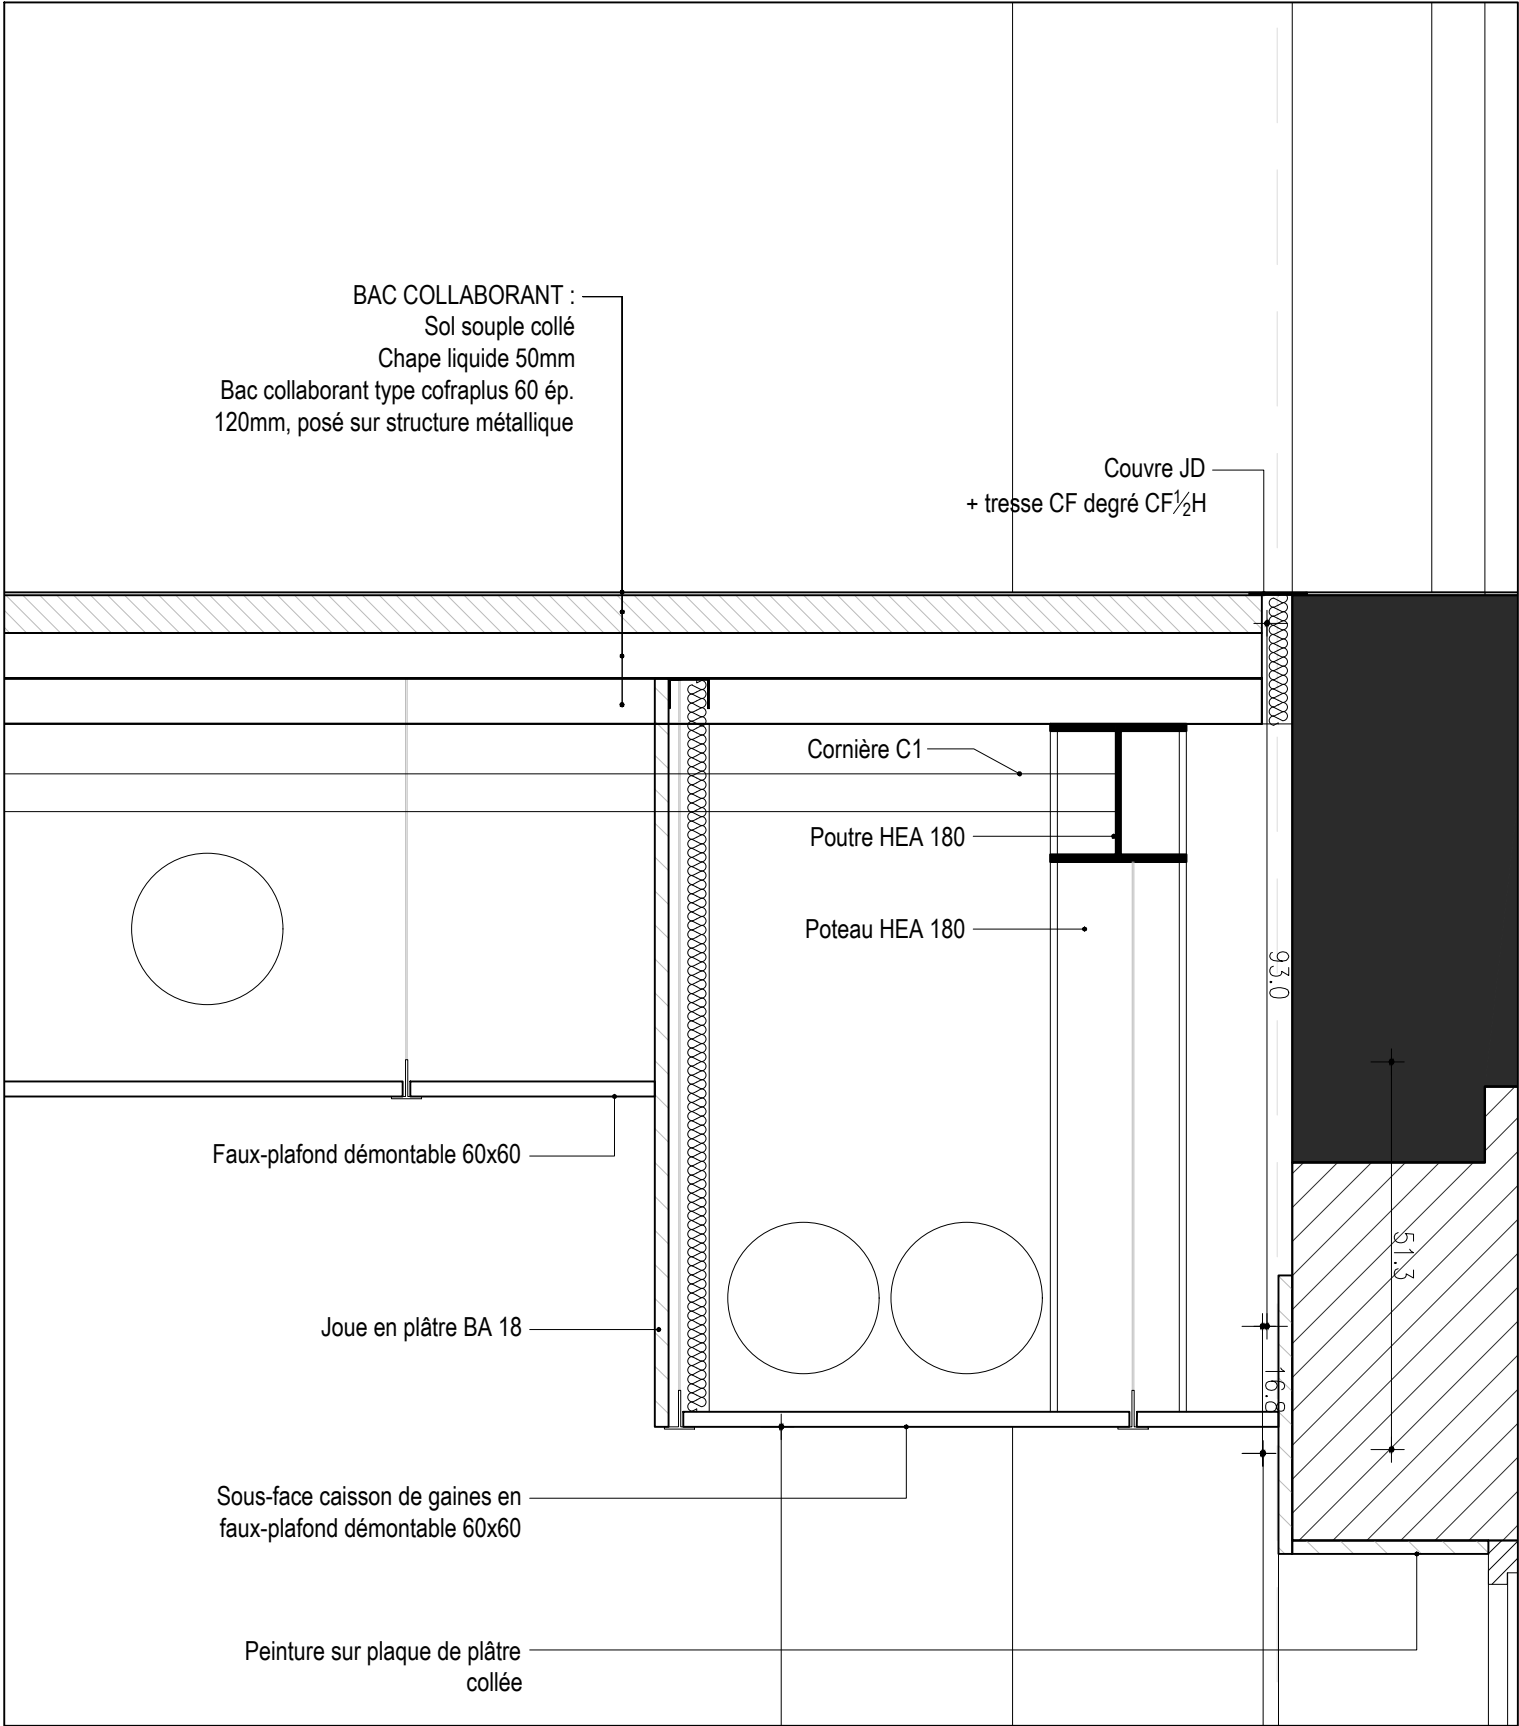 BAC COLLABORANT :
Sol souple collé
Chape liquide 50mm
Bac collaborant type cofraplus 60 ép.
120mm, posé sur structure métallique
Couvre JD
+ tresse CF degré CF½H
Cornière C1
Poutre HEA 180
Poteau HEA 180
93.0
Faux-plafond démontable 60x60
51.3
Joue en plâtre BA 18
16.8
Sous-face caisson de gaines en
faux-plafond démontable 60x60
Peinture sur plaque de plâtre
collée